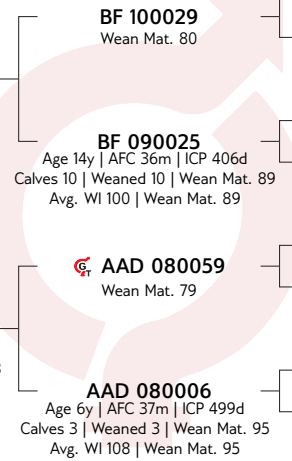 BF 100029
Wean Mat. 80
BF 090025
Age 14y | AFC 36m | ICP 406d
Calves 10 | Weaned 10 | Wean Mat. 89
Avg. WI 100 | Wean Mat. 89
GT AAD 080059
Wean Mat. 79
AAD 080006
Age 6y | AFC 37m | ICP 499d
Calves 3 | Weaned 3 | Wean Mat. 95
Avg. WI 108 | Wean Mat. 95